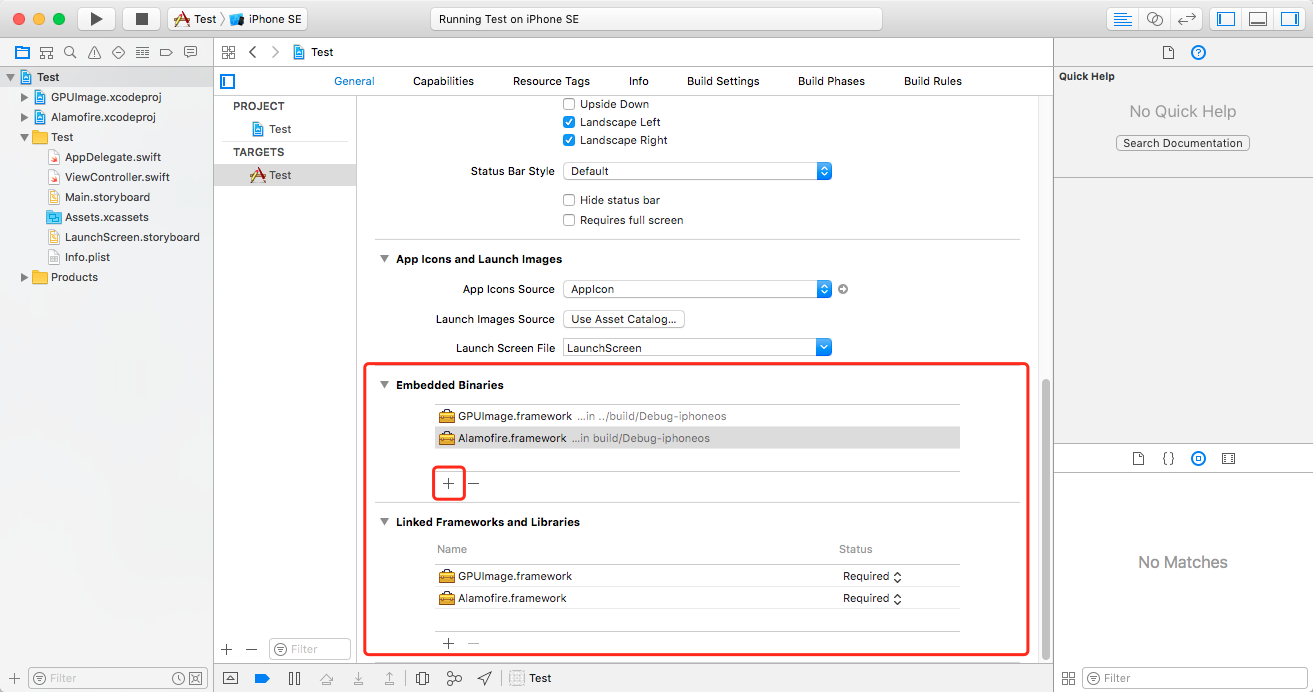 Test
iPhone SE
Running Test on iPhone SE
Test
Test
GPUImage.xcodeproj
Alamofire.xcodeproj
Test
AppDelegate.swift
ViewController.swift
Main.storyboard
Assets.xcassets
LaunchScreen.storyboard
Info.plist
Products
Filter
General Capabilities Resource Tags Info Build Settings Build Phases Build Rules
PROJECT
Test
TARGETS
Test
Filter
Upside Down
Landscape Left
Landscape Right
Status Bar Style Default
Hide status bar
Requires full screen
App Icons and Launch Images
App Icons Source AppIcon
Launch Images Source Use Asset Catalog...
Launch Screen File LaunchScreen
Embedded Binaries
GPUImage.framework ...in ../build/Debug-iphoneos
Alamofire.framework ...in build/Debug-iphoneos
Linked Frameworks and Libraries
Name Status
GPUImage.framework Required
Alamofire.framework Required
Test
Quick Help
No Quick Help
Search Documentation
{}
No Matches
Filter